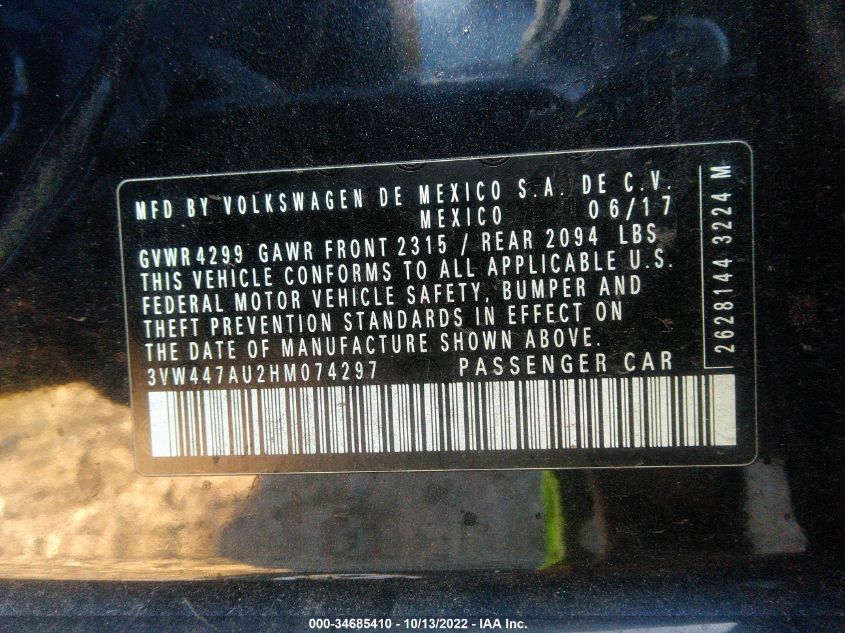 MFD BY VOLKSWAGEN DE MEXICO S.A. DE C.V.
MEXICO 06/17
GVWR 4299 GAWR FRONT 2315 / REAR 2094 LBS
THIS VEHICLE CONFORMS TO ALL APPLICABLE U.S.
FEDERAL MOTOR VEHICLE SAFETY, BUMPER AND
THEFT PREVENTION STANDARDS IN EFFECT ON
THE DATE OF MANUFACTURE SHOWN ABOVE.
3VW447AU2HM074297 PASSENGER CAR
2628144 3224 M
000-34685410 - 10/13/2022 - IAA Inc.